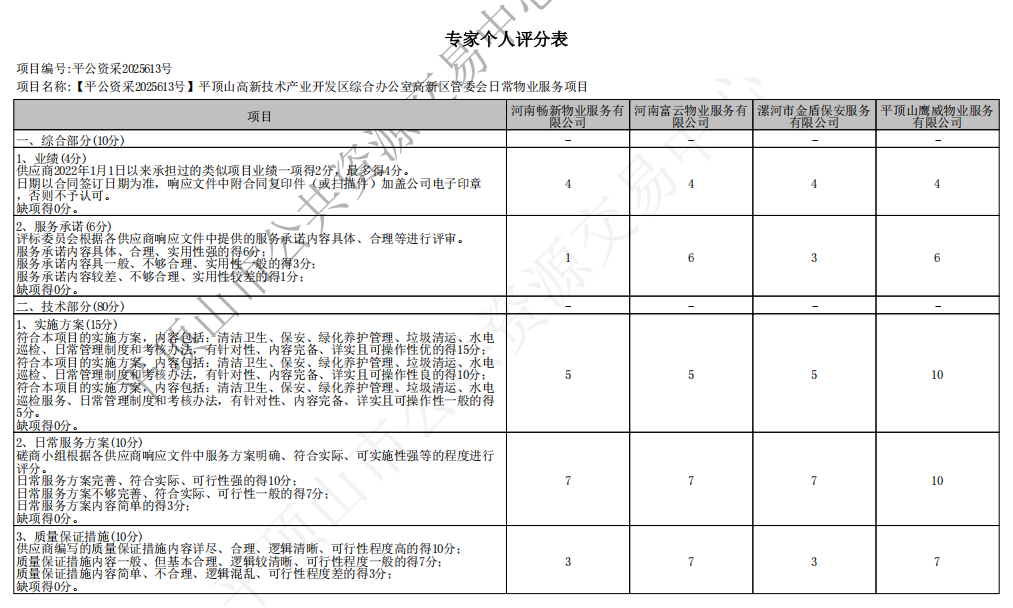 专家个人评分表
项目编号:平公资采2025613号
项目名称:【平公资采2025613号】平顶山高新技术产业开发区综合办公室高新区管委会日常物业服务项目
项目
河南畅新物业服务有
限公司
河南富云物业服务有
限公司
漯河市金盾保安服务
有限公司
平顶山鹰威物业服务
有限公司
一、综合部分(10分)
－ － － －
1、业绩(4分)
供应商2022年1月1日以来承担过的类似项目业绩一项得2分，最多得4分。
日期以合同签订日期为准，响应文件中附合同复印件（或扫描件）加盖公司电子印章
，否则不予认可。
缺项得0分。
4 4 4 4
2、服务承诺(6分)
评标委员会根据各供应商响应文件中提供的服务承诺内容具体、合理等进行评审。
服务承诺内容具体、合理、实用性强的得6分；
服务承诺内容具一般、不够合理、实用性一般的得3分；
服务承诺内容较差、不够合理、实用性较差的得1分；
缺项得0分。
1 6 3 6
二、技术部分(80分)
－ － － －
1、实施方案(15分)
符合本项目的实施方案，内容包括：清洁卫生、保安、绿化养护管理、垃圾清运、水电
巡检、日常管理制度和考核办法，有针对性、内容完备、详实且可操作性优的得15分；
符合本项目的实施方案，内容包括：清洁卫生、保安、绿化养护管理、垃圾清运、水电
巡检、日常管理制度和考核办法，有针对性、内容完备、详实且可操作性良的得10分；
符合本项目的实施方案，内容包括：清洁卫生、保安、绿化养护管理、垃圾清运、水电
巡检服务、日常管理制度和考核办法，有针对性、内容完备、详实且可操作性一般的得
5分。
缺项得0分。
5 5 5 10
2、日常服务方案(10分)
磋商小组根据各供应商响应文件中服务方案明确、符合实际、可实施性强等的程度进行
评分。
日常服务方案完善、符合实际、可行性强的得10分；
日常服务方案不够完善、符合实际、可行性一般的得7分；
日常服务方案内容简单的得3分；
缺项得0分。
7 7 7 10
3、质量保证措施(10分)
供应商编写的质量保证措施内容详尽、合理、逻辑清晰、可行性程度高的得10分；
质量保证措施内容一般、但基本合理、逻辑较清晰、可行性程度一般的得7分；
质量保证措施内容简单、不合理、逻辑混乱、可行性程度差的得3分；
缺项得0分。
3 7 3 7
平顶山市公共资源交易中心
平顶山市公共资源交易中心